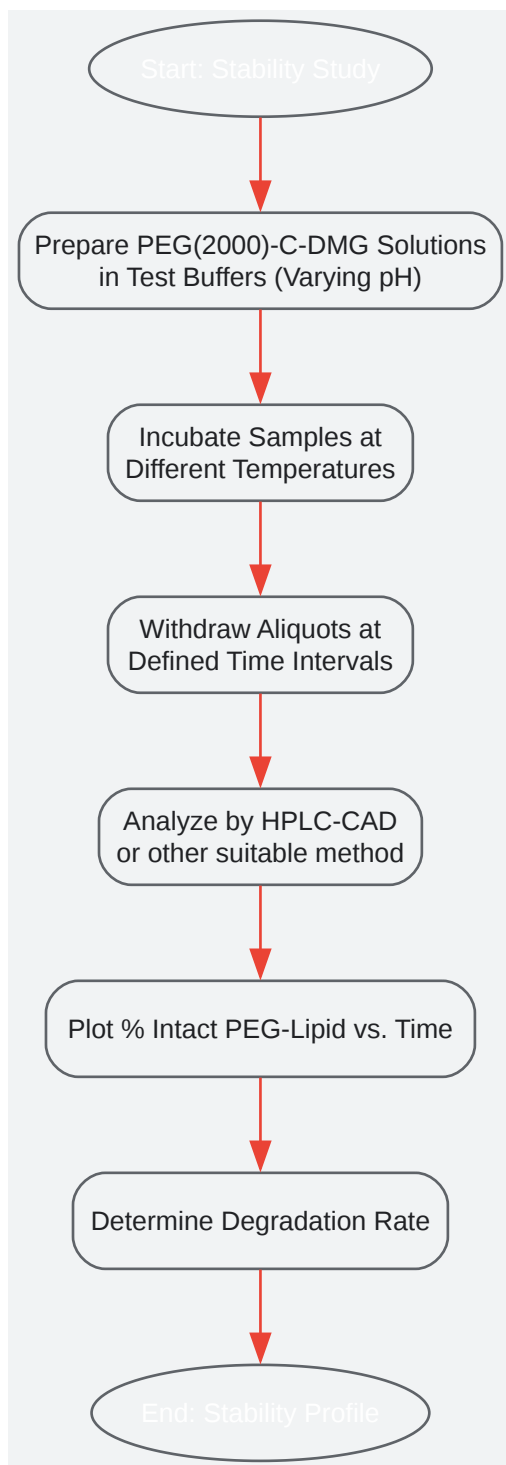 Start: Stability Study
Prepare PEG(2000)-C-DMG Solutions
in Test Buffers (Varying pH)
Incubate Samples at
Different Temperatures
Withdraw Aliquots at
Defined Time Intervals
Analyze by HPLC-CAD
or other suitable method
Plot % Intact PEG-Lipid vs. Time
Determine Degradation Rate
End: Stability Profile